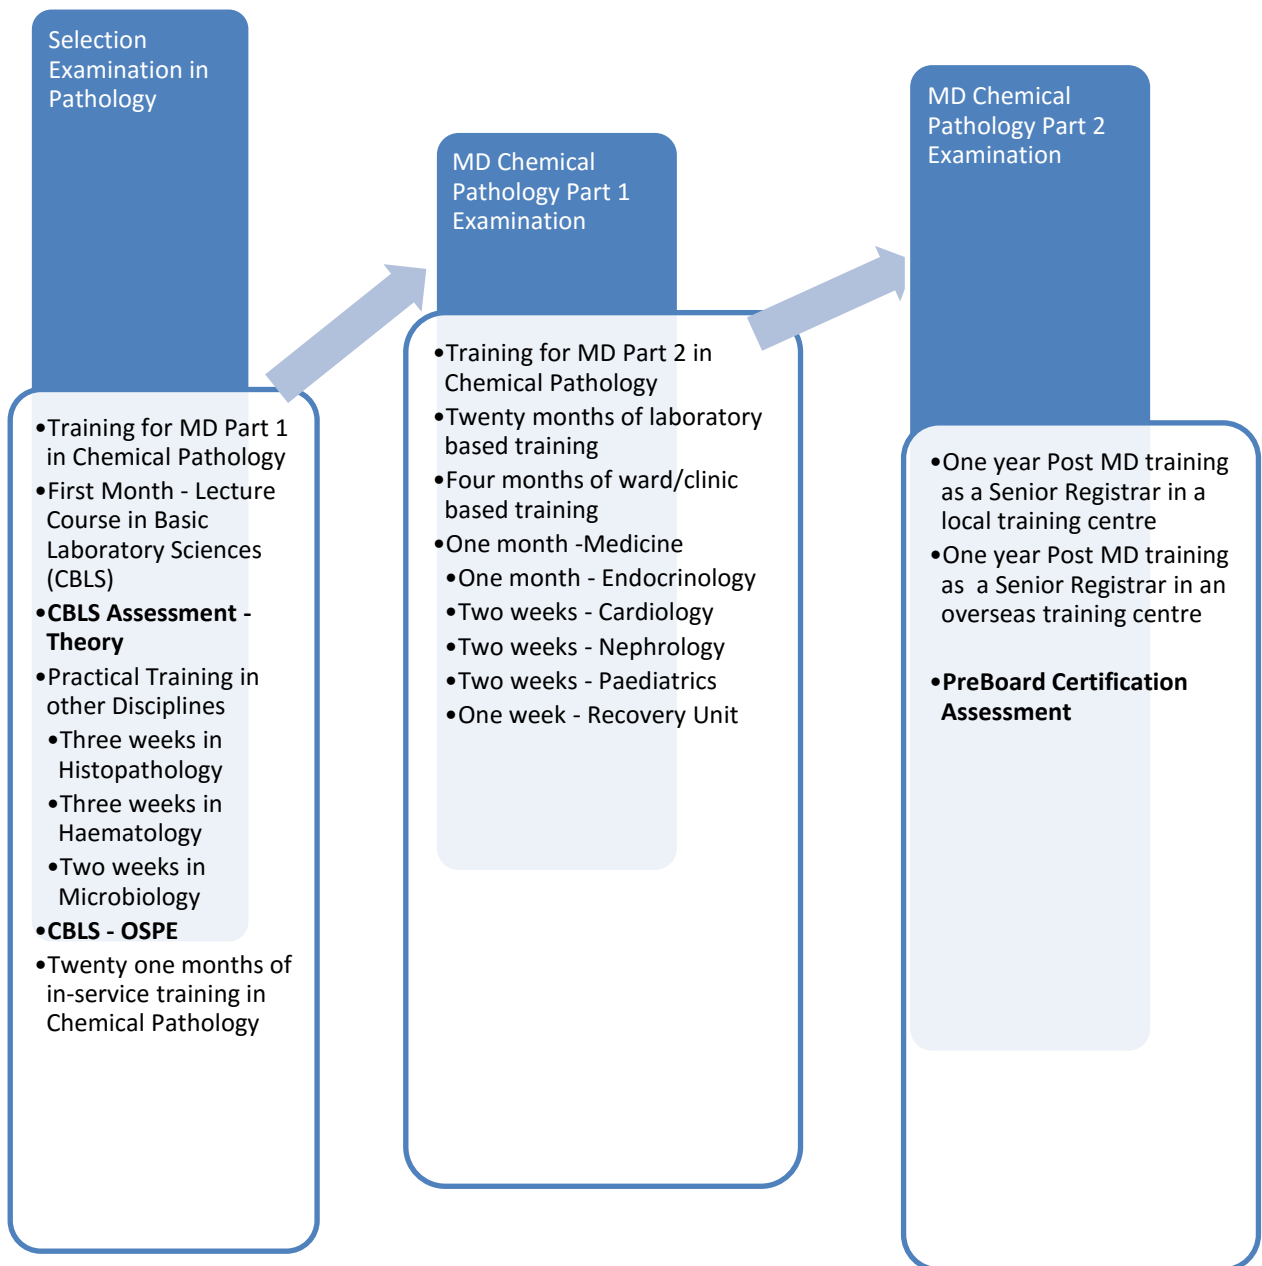 Selection
Examination in
Pathology
•Training for MD Part 1
in Chemical Pathology
•First Month - Lecture
Course in Basic
Laboratory Sciences
(CBLS)
•CBLS Assessment -
Theory
•Practical Training in
other Disciplines
•Three weeks in
Histopathology
•Three weeks in
Haematology
•Two weeks in
Microbiology
•CBLS - OSPE
•Twenty one months of
in-service training in
Chemical Pathology
MD Chemical
Pathology Part 1
Examination
•Training for MD Part 2 in
Chemical Pathology
•Twenty months of laboratory
based training
•Four months of ward/clinic
based training
•One month -Medicine
•One month - Endocrinology
•Two weeks - Cardiology
•Two weeks - Nephrology
•Two weeks - Paediatrics
•One week - Recovery Unit
MD Chemical
Pathology Part 2
Examination
•One year Post MD training
as a Senior Registrar in a
local training centre
•One year Post MD training
as a Senior Registrar in an
overseas training centre
•PreBoard Certification
Assessment